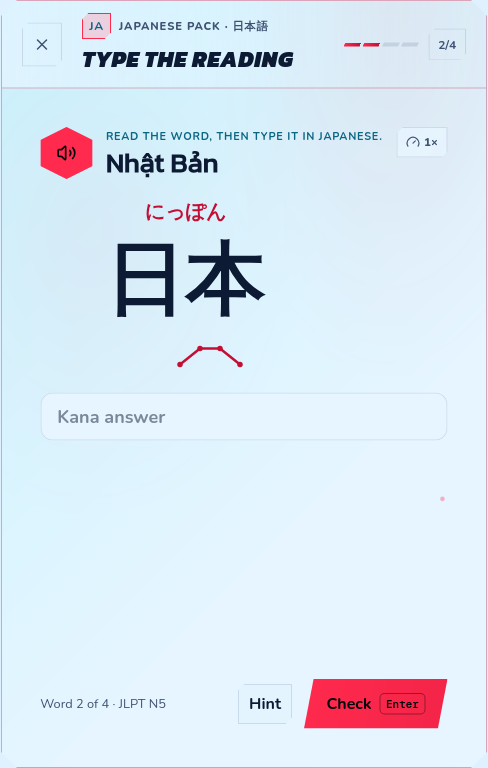 JA
JAPANESE PACK · 日本語
TYPE THE READING
2/4
READ THE WORD, THEN TYPE IT IN JAPANESE.
Nhật Bản
1×
にっぽん
日本
Kana answer
Word 2 of 4 · JLPT N5
Hint
Check Enter